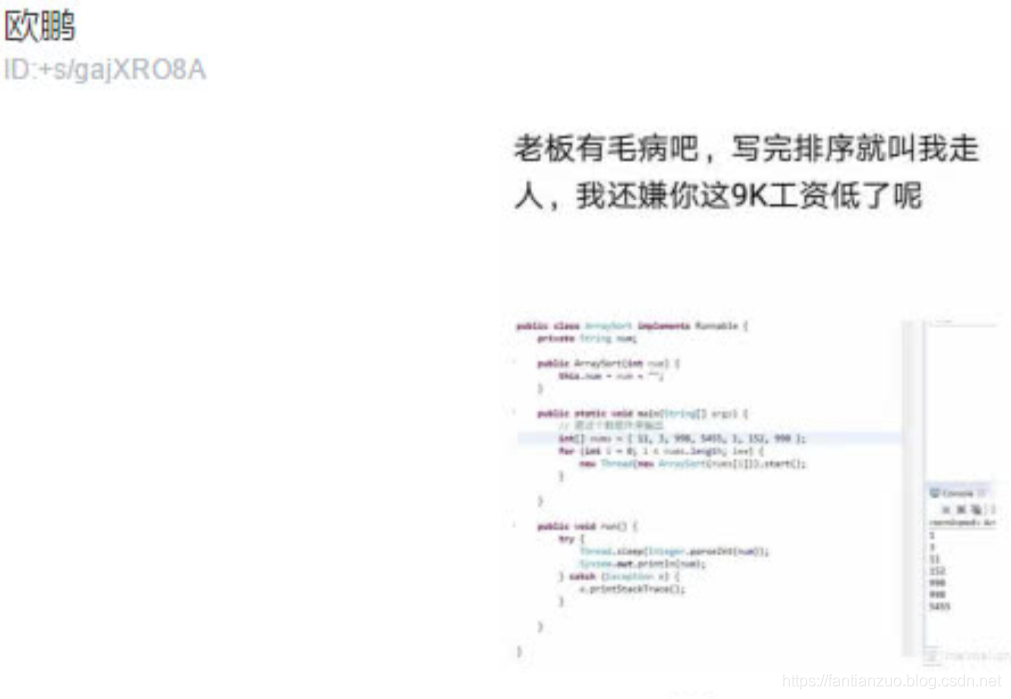 欧鹏
ID:+s/gajXRO8A
老板有毛病吧，写完排序就叫我走
人，我还嫌你这9K工资低了呢
public class ArraySort implements Runnable {
private String num;
public ArraySort(int num) {
this.num = num + "";
}
public static void main(String[] args) {
int[] nums = { 11, 3, 998, 5455, 1, 152, 990 };
for (int i = 0; i < nums.length; i++) {
new Thread(new ArraySort(nums[i])).start();
}
}
public void run() {
try {
Thread.sleep(Integer.parseInt(num));
System.out.println(num);
} catch (Exception e) {
e.printStackTrace();
}
}
}
Console
1
3
11
152
990
998
5455
https://fantianzuo.blog.csdn.net